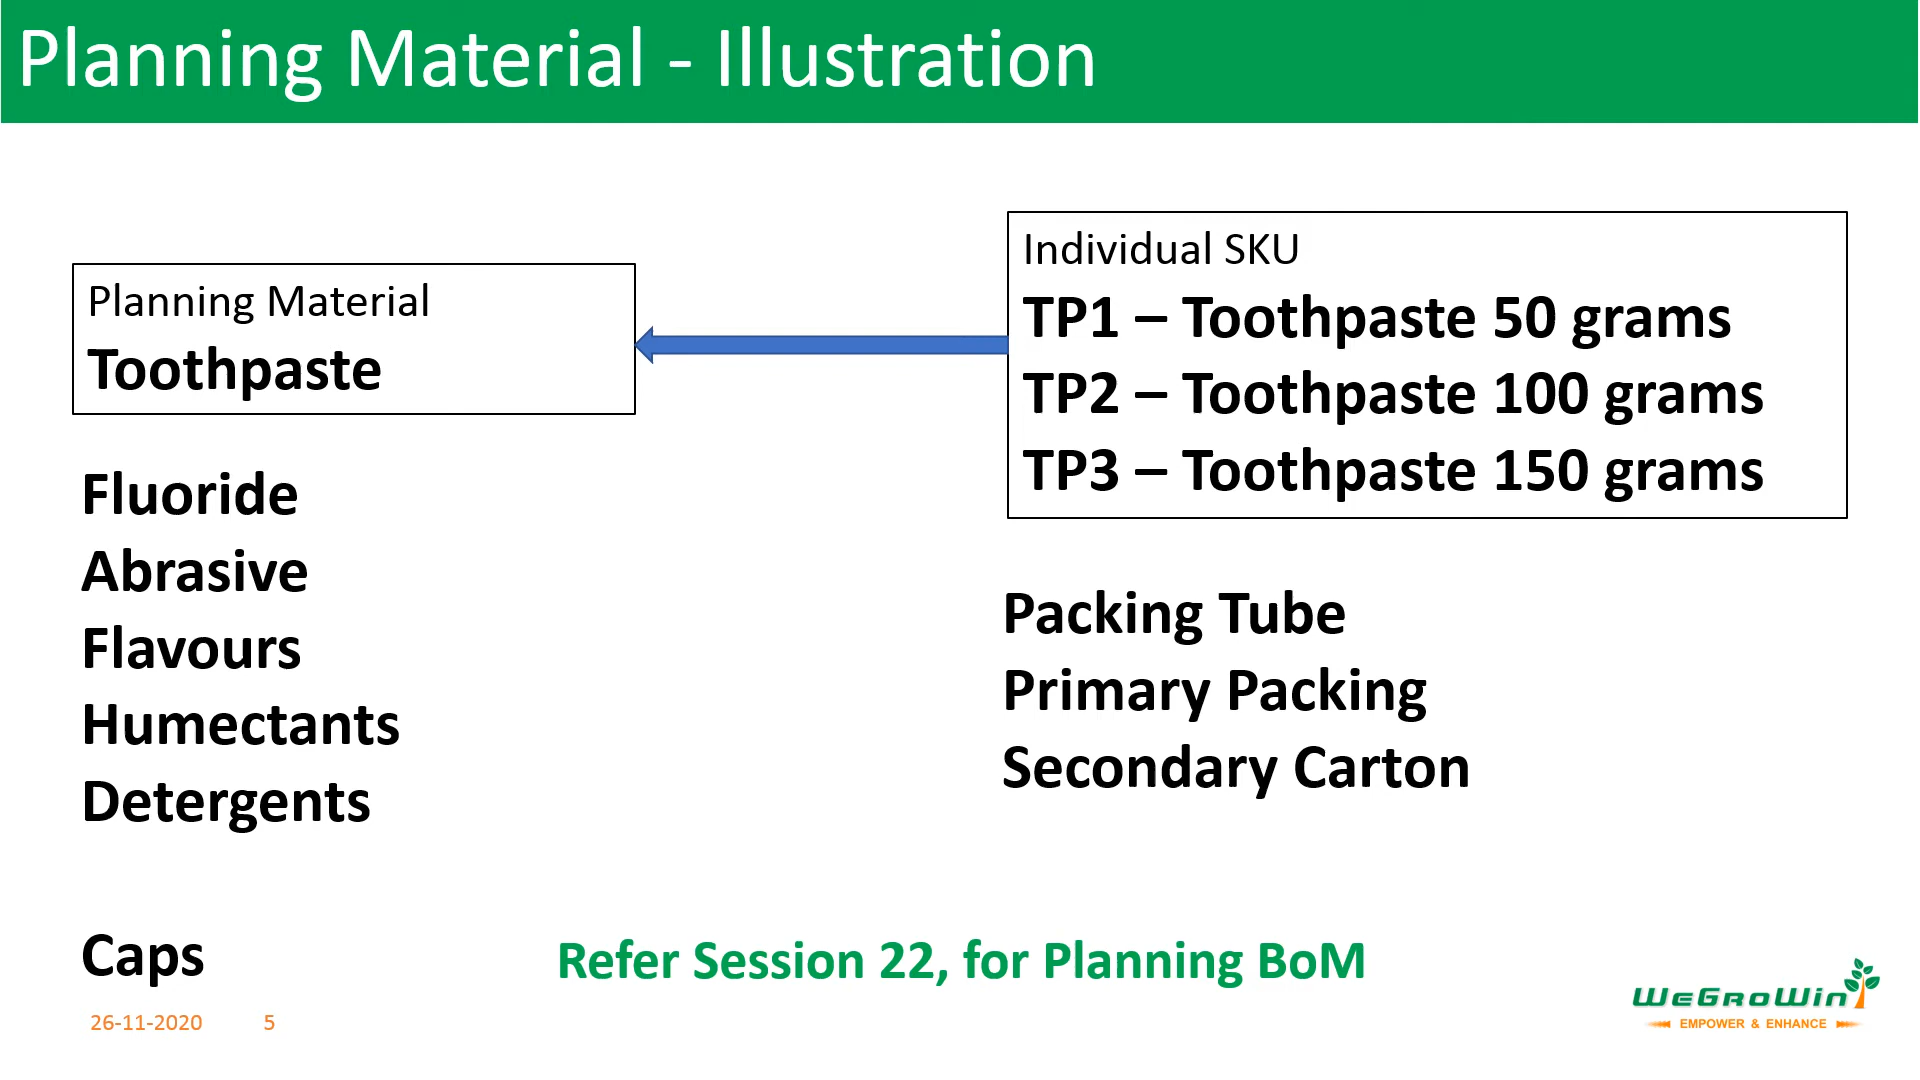 Planning Material - Illustration
Planning Material
Toothpaste
Fluoride
Abrasive
Flavours
Humectants
Detergents
Caps
Individual SKU
TP1 – Toothpaste 50 grams
TP2 – Toothpaste 100 grams
TP3 – Toothpaste 150 grams
Packing Tube
Primary Packing
Secondary Carton
Refer Session 22, for Planning BoM
26-11-2020 5
WeGroWin
EMPOWER & ENHANCE